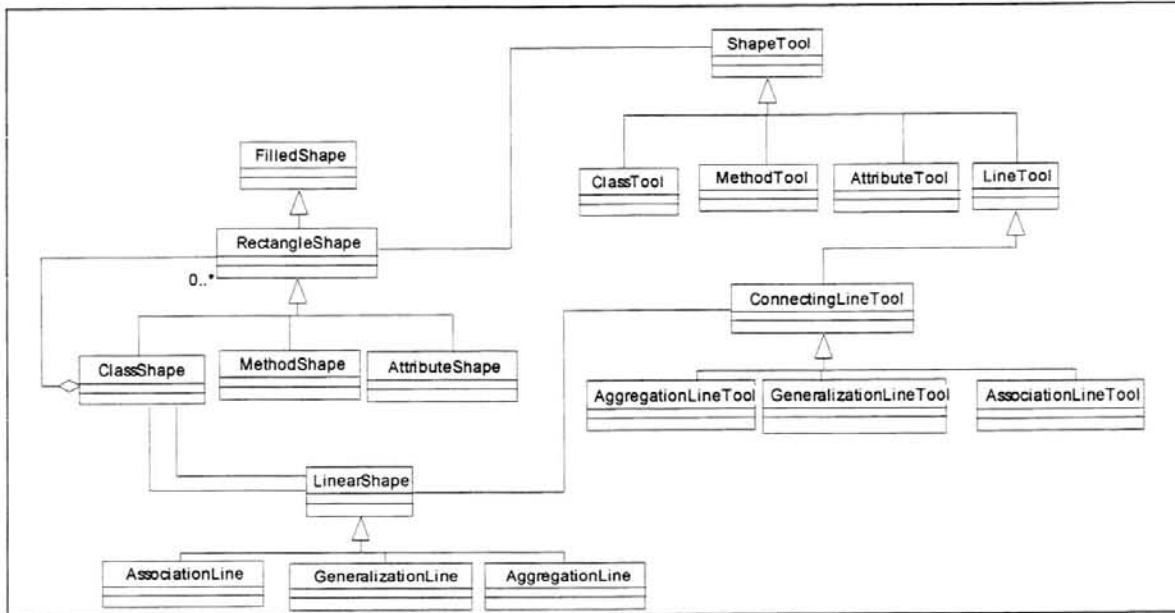 ShapeTool
FilledShape
ClassTool
MethodTool
AttributeTool
LineTool
RectangleShape
0..*
ConnectingLineTool
ClassShape
MethodShape
AttributeShape
AggregationLineTool
GeneralizationLineTool
AssociationLineTool
LinearShape
AssociationLine
GeneralizationLine
AggregationLine